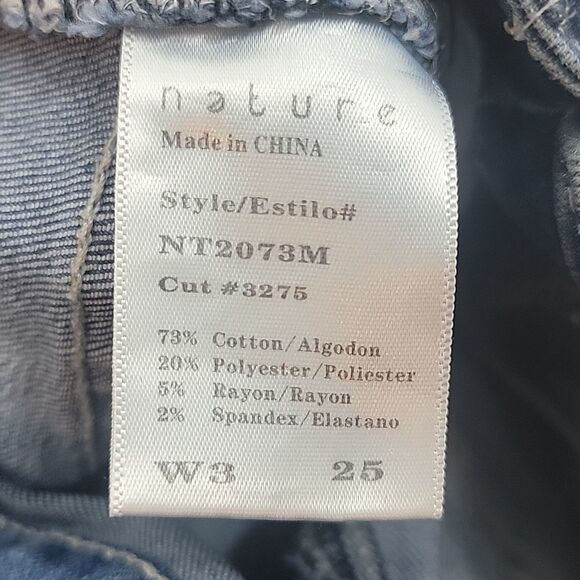 nature
Made in CHINA
Style/Estilo#
NT2073M
Cut #3275
73% Cotton/Algodon
20% Polyester/Poliester
5% Rayon/Rayon
2% Spandex/Elastano
W3 25